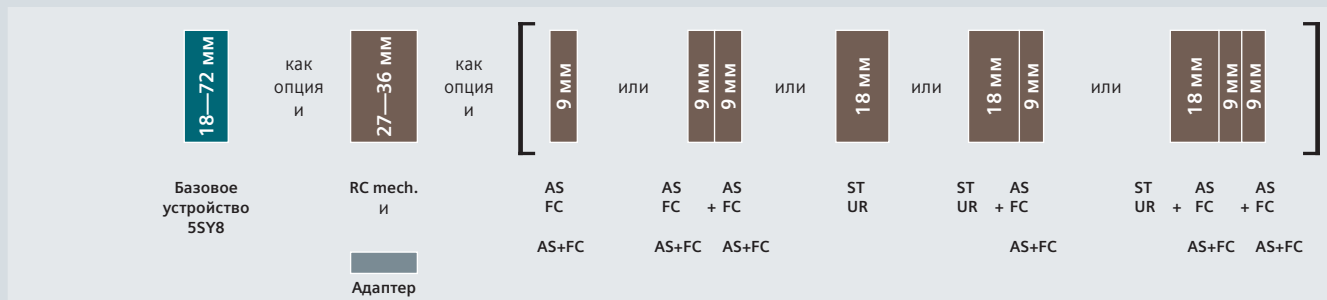 18—72 мм
как
опция
и
27—36 мм
как
опция
и
9 мм
или
9 мм
9 мм
или
18 мм
или
18 мм
9 мм
или
18 мм
9 мм
9 мм
Базовое
устройство
5SY8
RC mech.
и
Адаптер
AS
FC
AS+FC
AS AS
FC + FC
AS+FC AS+FC
ST
UR
ST AS
UR + FC
AS+FC
ST AS AS
UR + FC + FC
AS+FC AS+FC